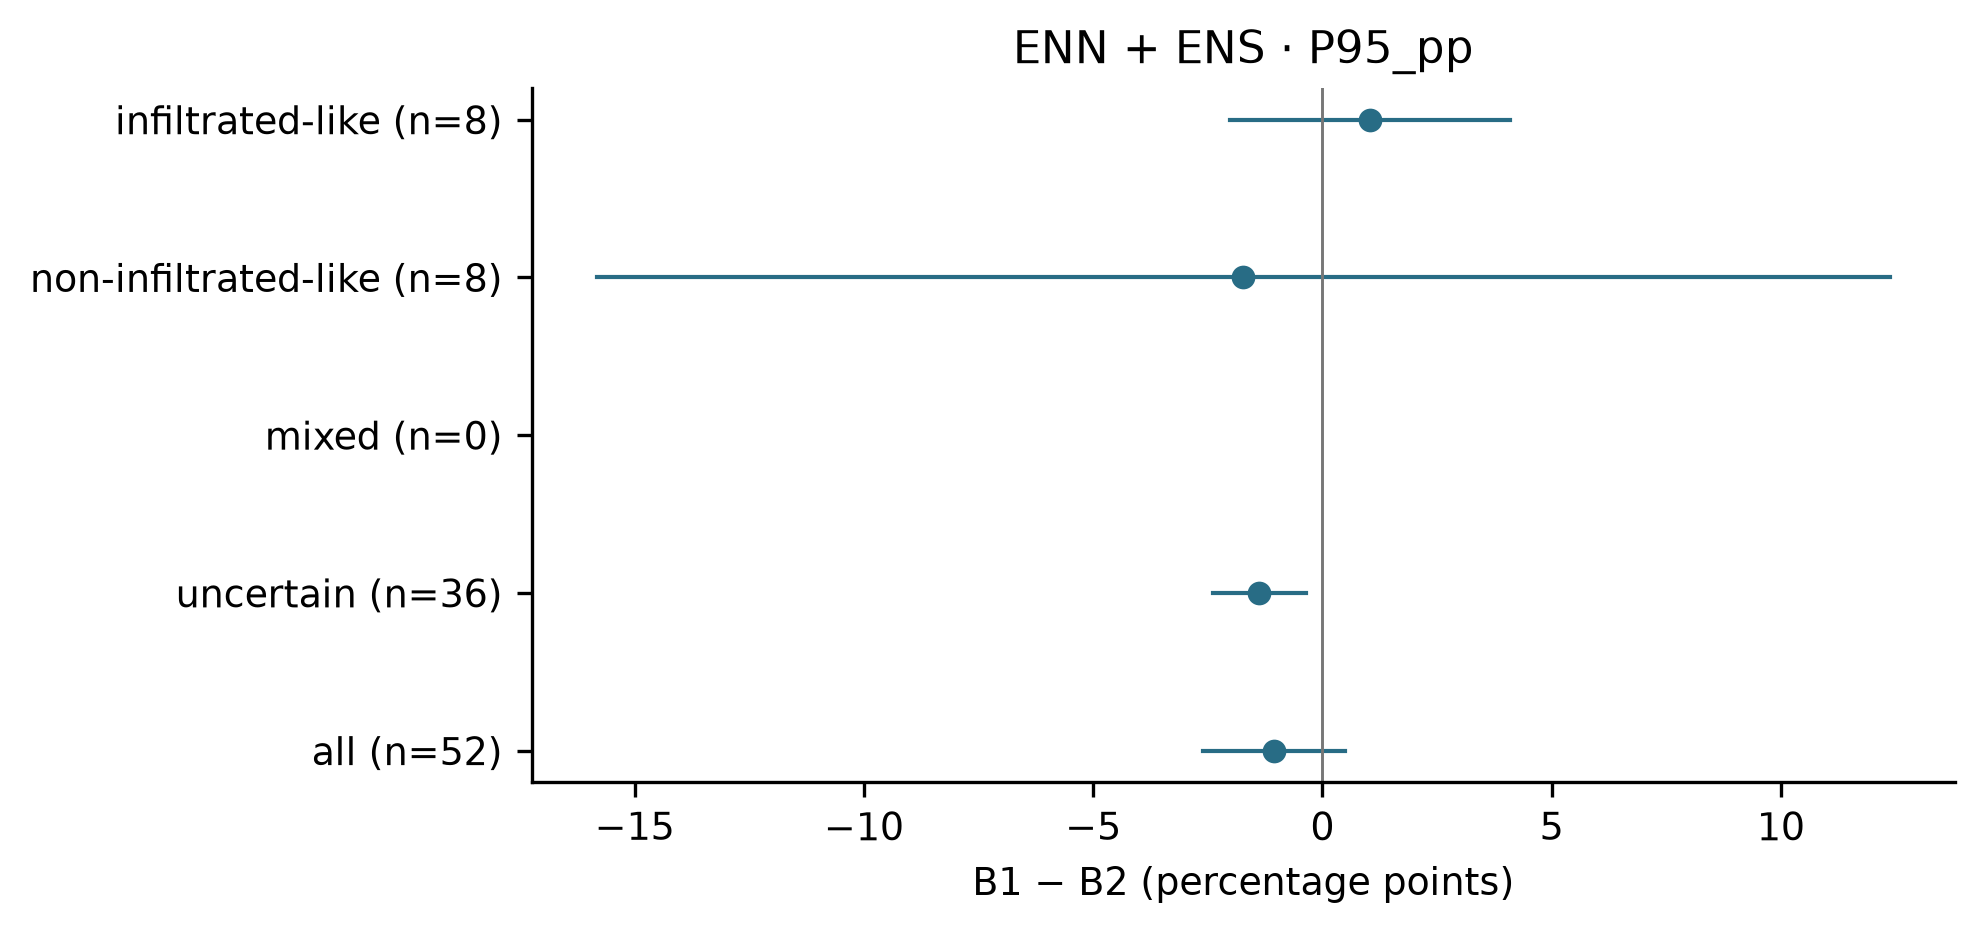 ENN + ENS · P95_pp
infiltrated-like (n=8)
non-infiltrated-like (n=8)
mixed (n=0)
uncertain (n=36)
all (n=52)
−15 −10 −5 0 5 10
B1 − B2 (percentage points)